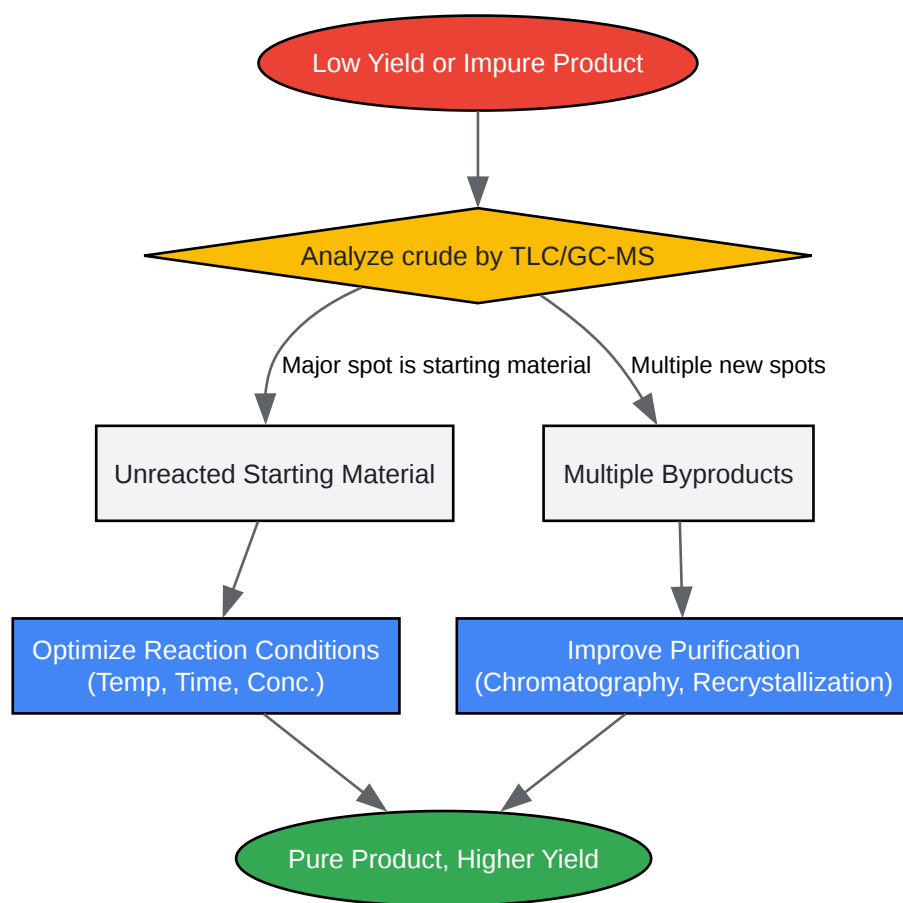 Low Yield or Impure Product
Analyze crude by TLC/GC-MS
Major spot is starting material
Multiple new spots
Unreacted Starting Material
Multiple Byproducts
Optimize Reaction Conditions
(Temp, Time, Conc.)
Improve Purification
(Chromatography, Recrystallization)
Pure Product, Higher Yield